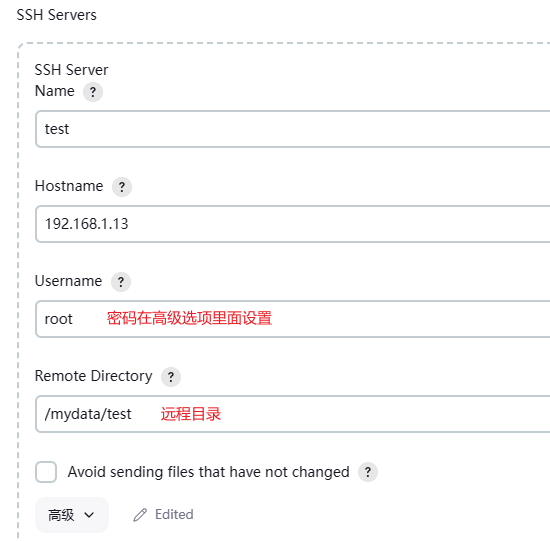 SSH Servers
SSH Server
Name ?
test
Hostname ?
192.168.1.13
Username ?
root 密码在高级选项里面设置
Remote Directory ?
/mydata/test 远程目录
Avoid sending files that have not changed ?
高级 Edited